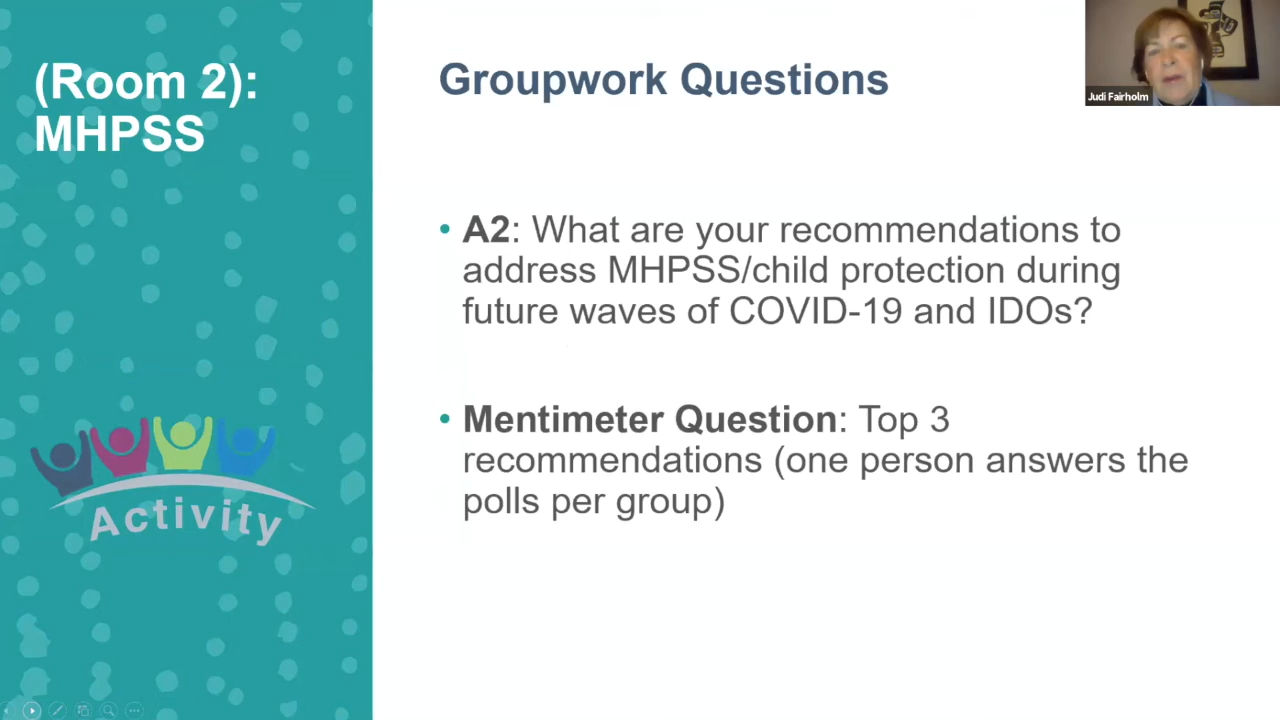 (Room 2):
MHPSS
Groupwork Questions
Judi Fairholm
• A2: What are your recommendations to
address MHPSS/child protection during
future waves of COVID-19 and IDOs?
• Mentimeter Question: Top 3
recommendations (one person answers the
polls per group)
Activity